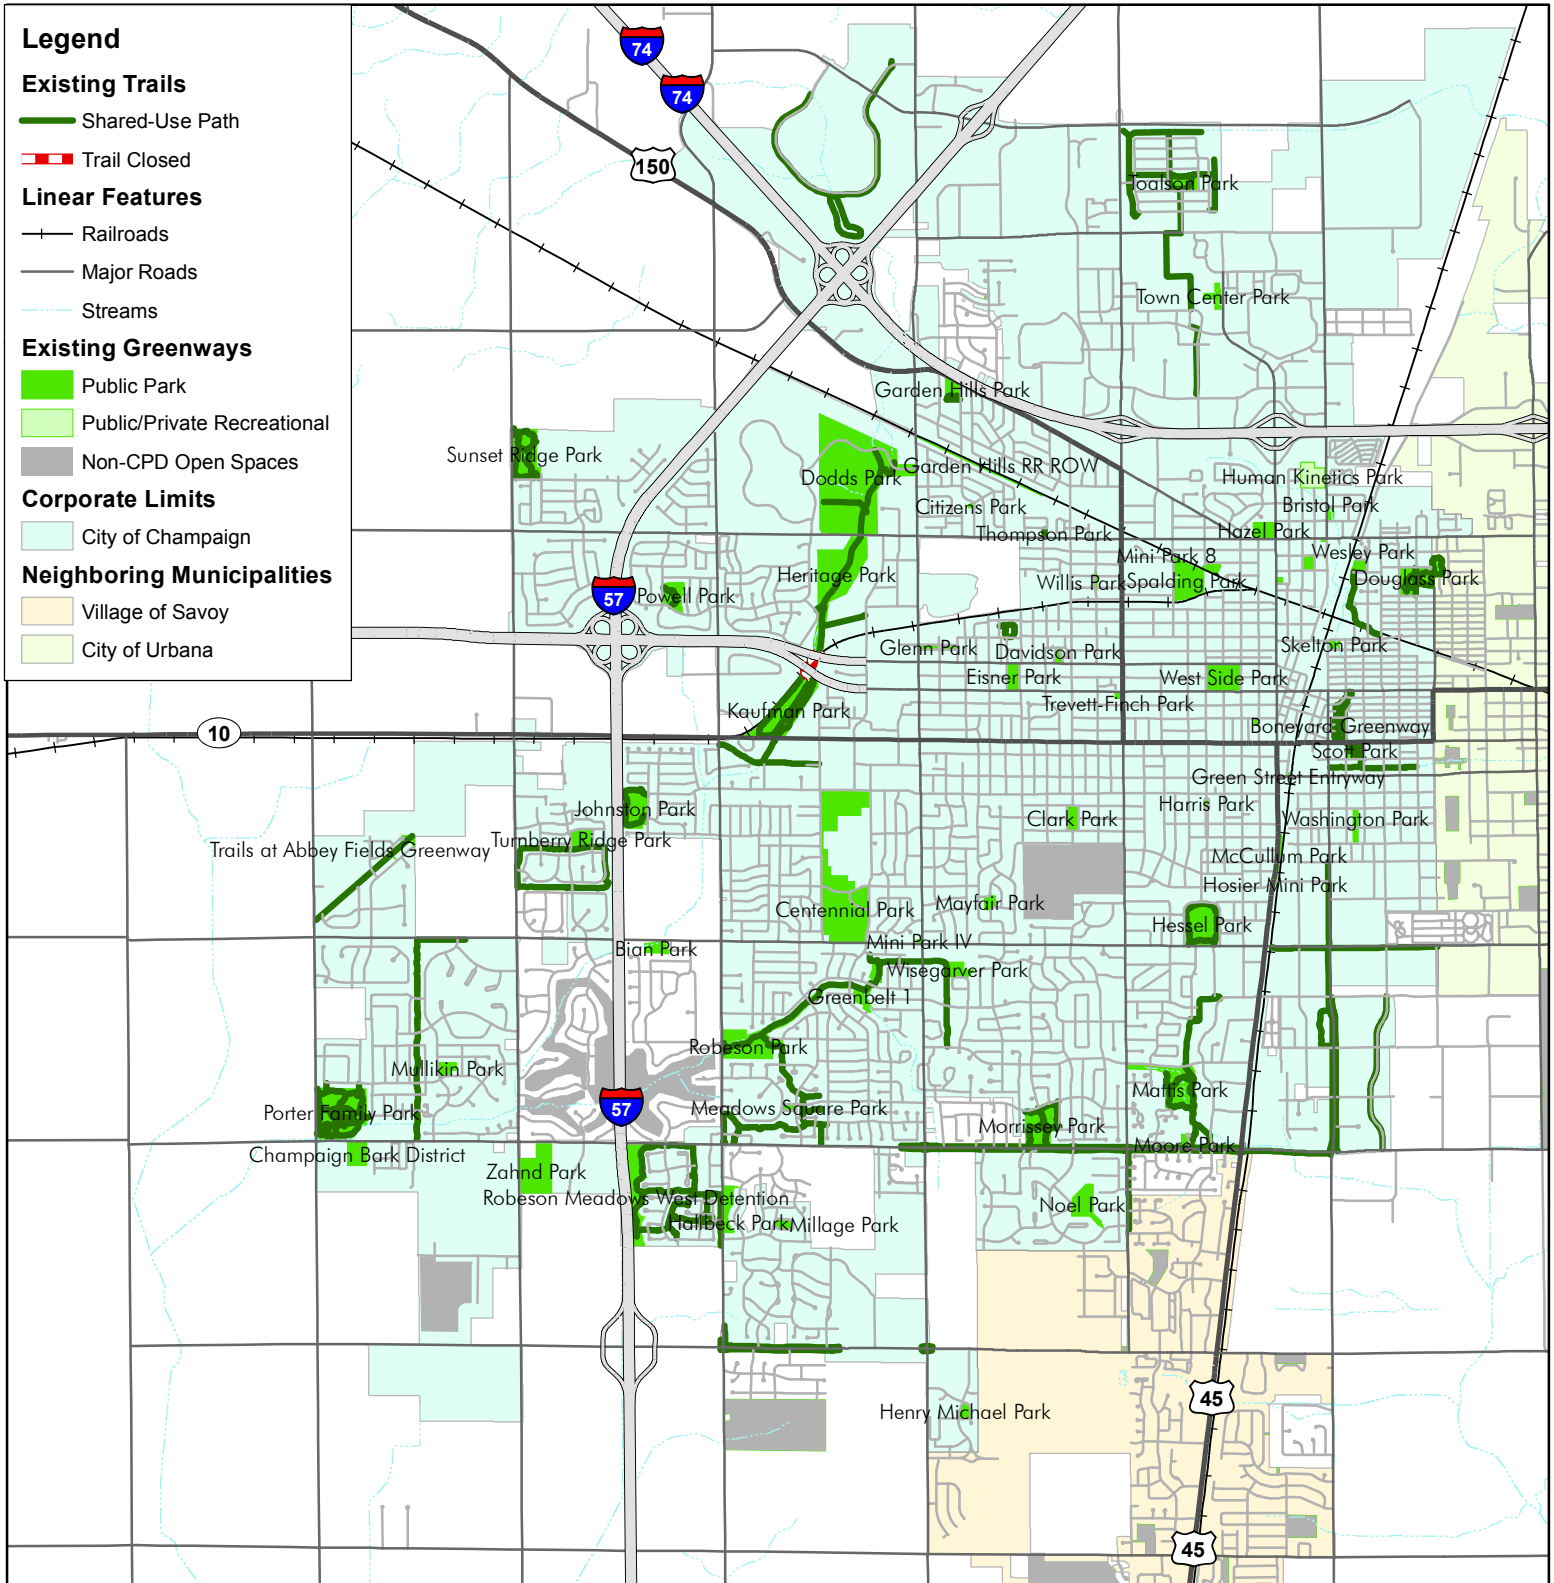 Legend
Existing Trails
Shared-Use Path
Trail Closed
Linear Features
Railroads
Major Roads
Streams
Existing Greenways
Public Park
Public/Private Recreational
Non-CPD Open Spaces
Corporate Limits
City of Champaign
Neighboring Municipalities
Village of Savoy
City of Urbana
74
74
150
Toalson Park
Town Center Park
Garden Hills Park
Sunset Ridge Park
Garden Hills RR ROW
Dodds Park
Human Kinetics Park
Citizens Park
Bristol Park
Thompson Park
Hazel Park
Mini Park 8
Wesley Park
Heritage Park
Willis Park
Spalding Park
Douglass Park
57
Powell Park
Glenn Park
Davidson Park
Skelton Park
Eisner Park
West Side Park
Trevett-Finch Park
Kaufman Park
Boneyard Greenway
10
Scott Park
Green Street Entryway
Johnston Park
Harris Park
Clark Park
Washington Park
Turnberry Ridge Park
Trails at Abbey Fields Greenway
McCullum Park
Hosier Mini Park
Centennial Park
Mayfair Park
Hessel Park
Bian Park
Mini Park IV
Wisegarver Park
Greenbelt 1
Robeson Park
Mullikin Park
Mattis Park
Porter Family Park
57
Meadows Square Park
Morrissey Park
Champaign Bark District
Moore Park
Zahnd Park
Robeson Meadows West Detention
Noel Park
Hallbeck Park
Millage Park
45
Henry Michael Park
45